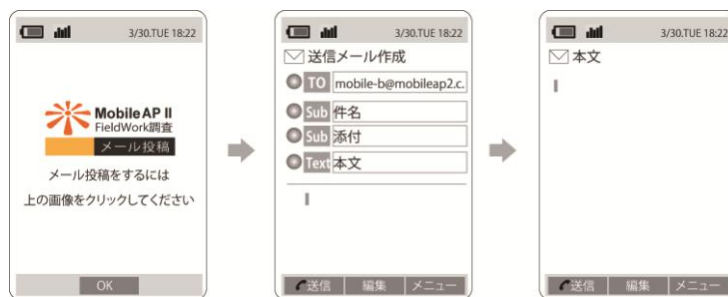 3/30.TUE 18:22
Mobile AP II
FieldWork調査
メール投稿
メール投稿をするには
上の画像をクリックしてください
OK
3/30.TUE 18:22
送信メール作成
TO mobile-b@mobileap2.c.
Sub 件名
Sub 添付
Text 本文
送信 編集 メニュー
3/30.TUE 18:22
本文
送信 編集 メニュー